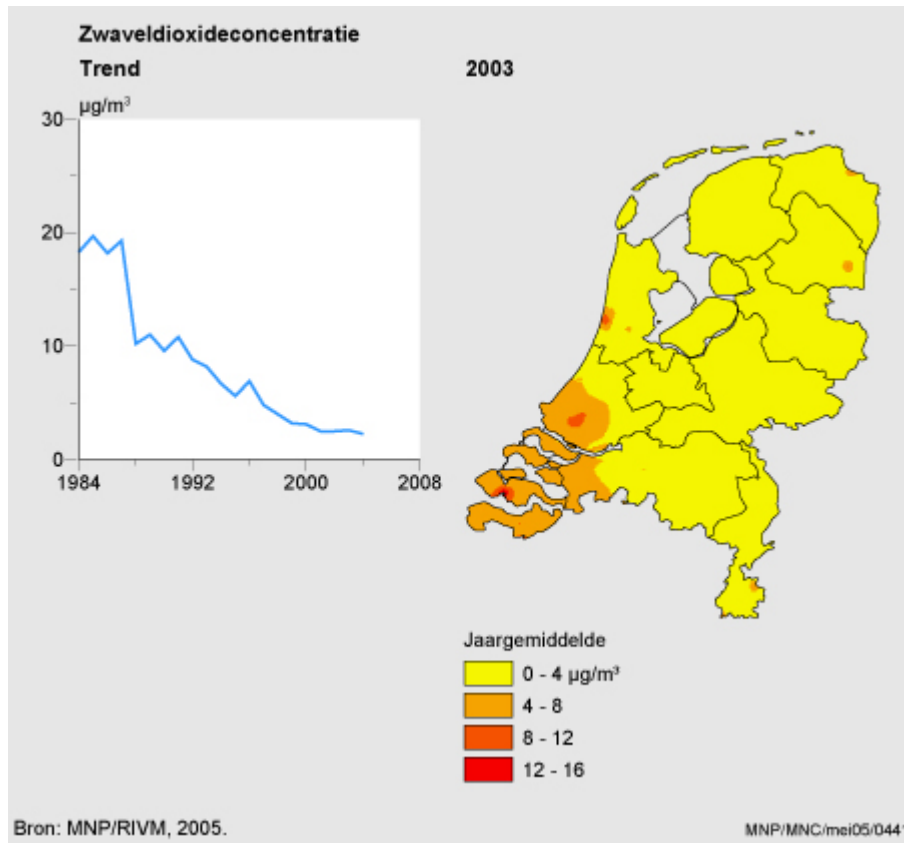 Zwaveldioxideconcentratie
Trend
2003
µg/m³
30
20
10
0
1984 1992 2000 2008
Jaargemiddelde
0 - 4 µg/m³
4 - 8
8 - 12
12 - 16
Bron: MNP/RIVM, 2005.
MNP/MNC/mei05/044